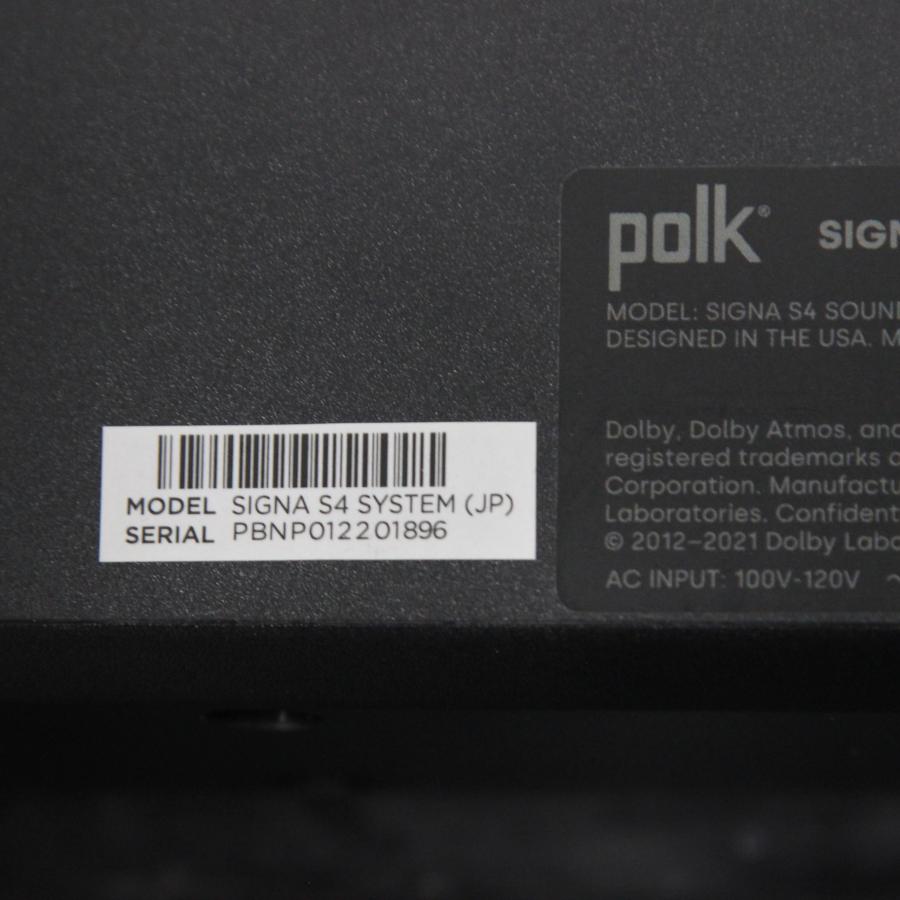 polk® SIGN
MODEL: SIGNA S4 SOUN
DESIGNED IN THE USA. M
Dolby, Dolby Atmos, and
registered trademarks
Corporation. Manufactu
Laboratories. Confident
© 2012–2021 Dolby Labo
AC INPUT: 100V-120V ~
MODEL SIGNA S4 SYSTEM (JP)
SERIAL PBNP012201896